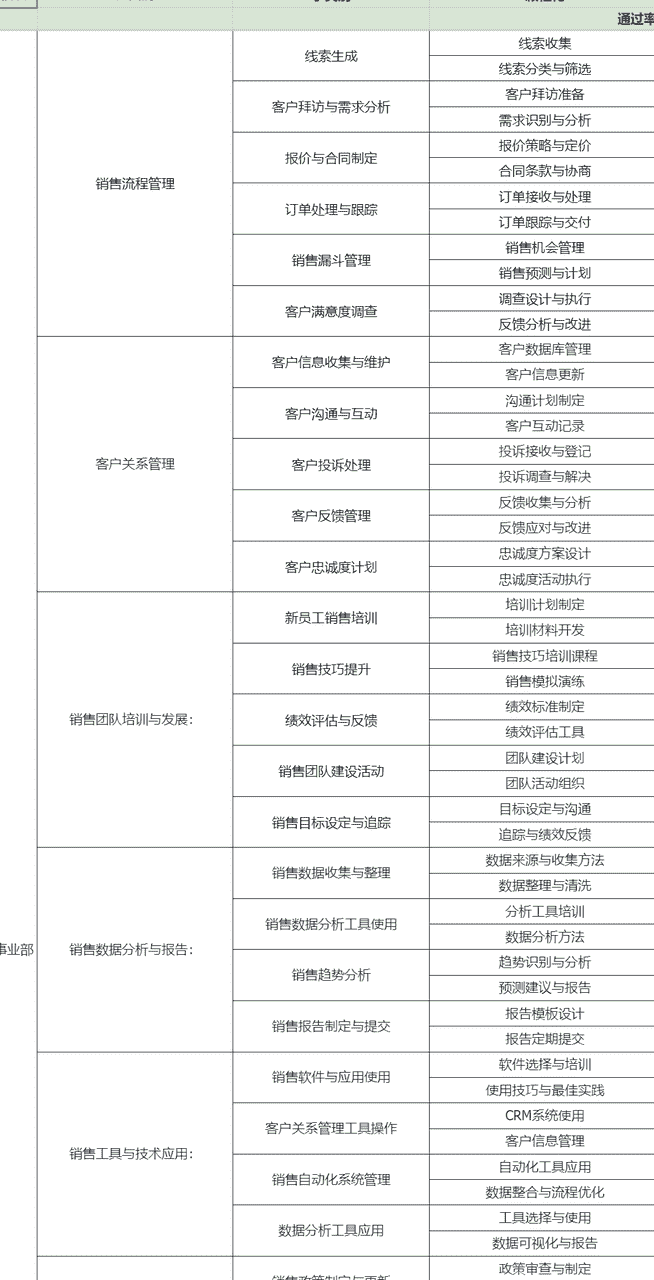 通过率
线索生成
线索收集
线索分类与筛选
客户拜访与需求分析
客户拜访准备
需求识别与分析
销售流程管理
报价与合同制定
报价策略与定价
合同条款与协商
订单处理与跟踪
订单接收与处理
订单跟踪与交付
销售漏斗管理
销售机会管理
销售预测与计划
客户满意度调查
调查设计与执行
反馈分析与改进
客户关系管理
客户信息收集与维护
客户数据库管理
客户信息更新
客户沟通与互动
沟通计划制定
客户互动记录
客户投诉处理
投诉接收与登记
投诉调查与解决
客户反馈管理
反馈收集与分析
反馈应对与改进
客户忠诚度计划
忠诚度方案设计
忠诚度活动执行
销售团队培训与发展:
新员工销售培训
培训计划制定
培训材料开发
销售技巧提升
销售技巧培训课程
销售模拟演练
绩效评估与反馈
绩效标准制定
绩效评估工具
销售团队建设活动
团队建设计划
团队活动组织
销售目标设定与追踪
目标设定与沟通
追踪与绩效反馈
事业部
销售数据分析与报告:
销售数据收集与整理
数据来源与收集方法
数据整理与清洗
销售数据分析工具使用
分析工具培训
数据分析方法
销售趋势分析
趋势识别与分析
预测建议与报告
销售报告制定与提交
报告模板设计
报告定期提交
销售工具与技术应用:
销售软件与应用使用
软件选择与培训
使用技巧与最佳实践
客户关系管理工具操作
CRM系统使用
客户信息管理
销售自动化系统管理
自动化工具应用
数据整合与流程优化
数据分析工具应用
工具选择与使用
数据可视化与报告
销售政策制定与更新
政策审查与制定